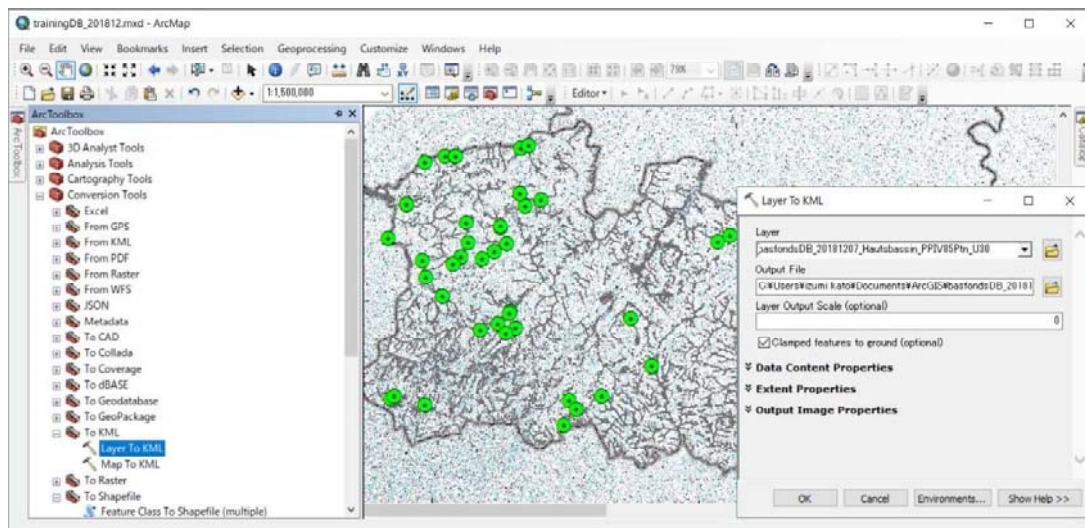 trainingDB_201812.mxd - ArcMap
File Edit View Bookmarks Insert Selection Geoprocessing Customize Windows Help
79%
1:1,500,000
Editor
ArcToolbox
ArcToolbox
ArcToolbox
3D Analyst Tools
Analysis Tools
Cartography Tools
Conversion Tools
Excel
From GPS
From KML
From PDF
From Raster
From WFS
JSON
Metadata
To CAD
To Collada
To Coverage
To dBASE
To Geodatabase
To GeoPackage
To KML
Layer To KML
Map To KML
To Raster
To Shapefile
Feature Class To Shapefile (multiple)
Layer To KML
Layer
basfondsDB_20181207_Hautsbassin_PPIV85Ptn_U30
Output File
C:¥Users¥izumi kato¥Documents¥ArcGIS¥basfondsDB_20181
Layer Output Scale (optional)
0
Clamped features to ground (optional)
Data Content Properties
Extent Properties
Output Image Properties
OK Cancel Environments... Show Help >>